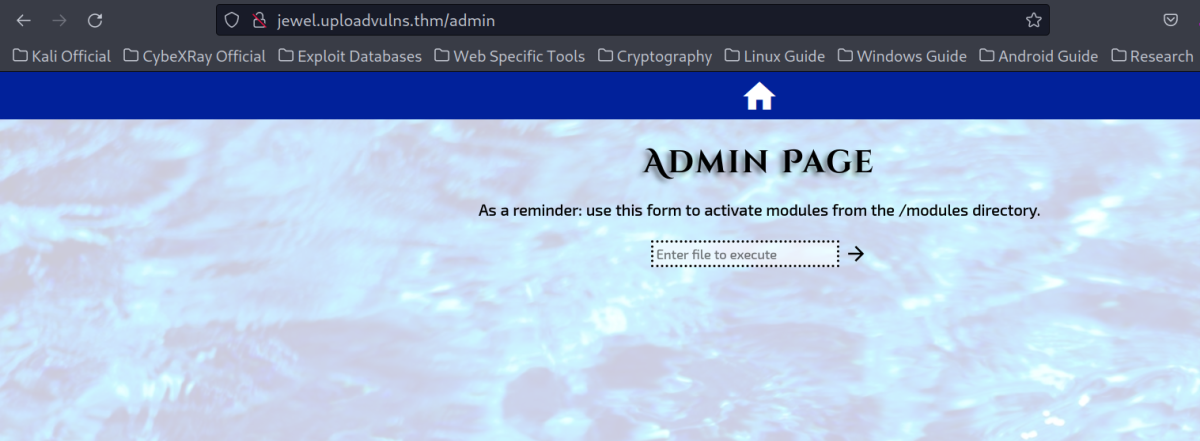 jewel.uploadvulns.thm/admin
Kali Official CybeXRay Official Exploit Databases Web Specific Tools Cryptography Linux Guide Windows Guide Android Guide Research
Admin Page
As a reminder: use this form to activate modules from the /modules directory.
Enter file to execute